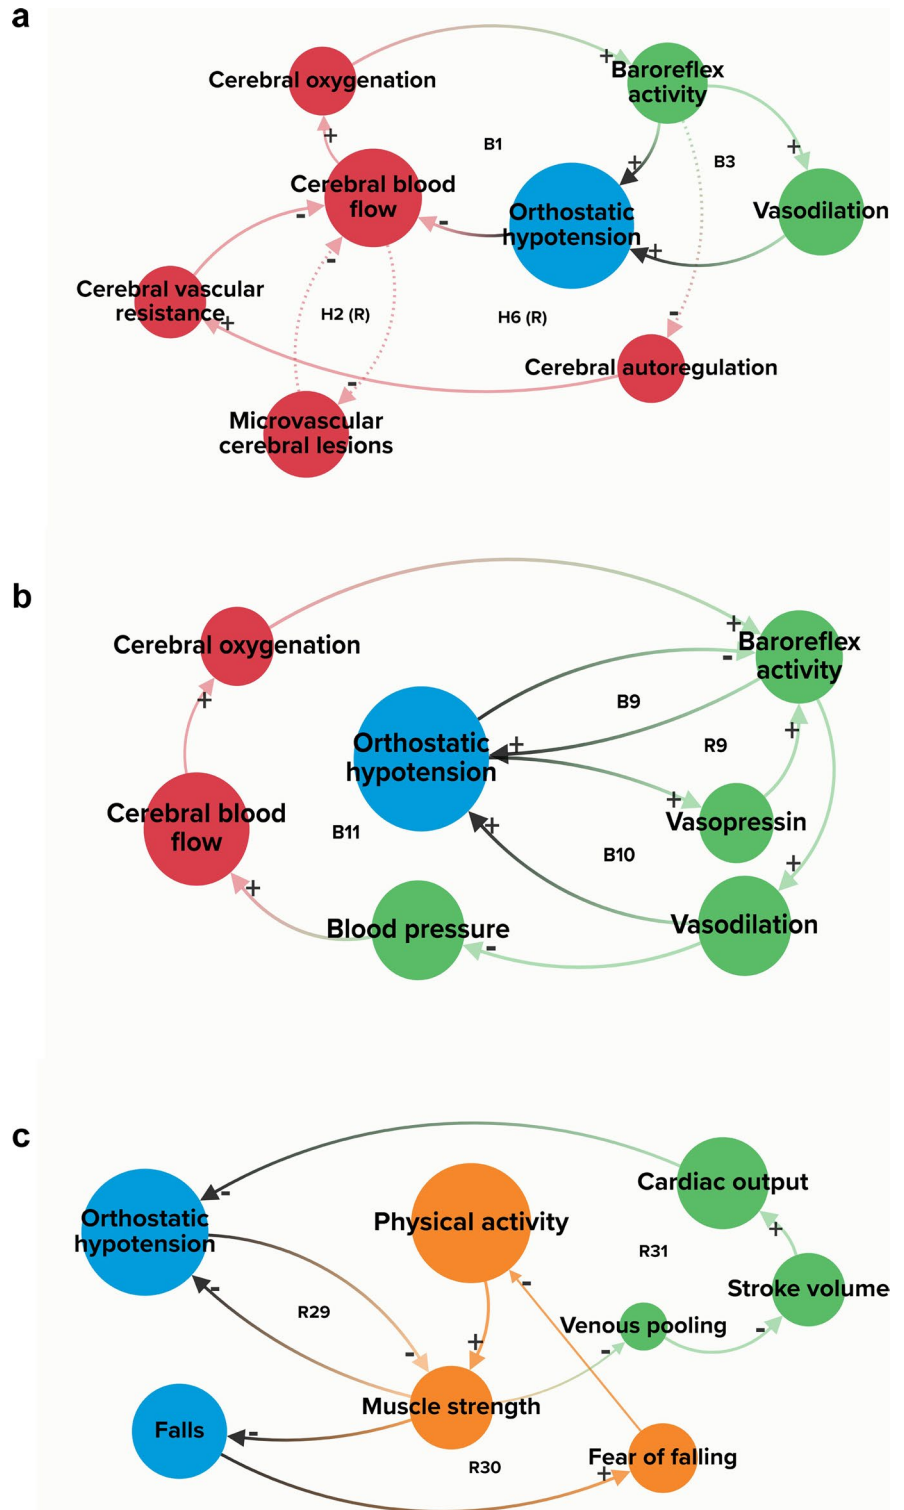 a
Cerebral oxygenation
+
Baroreflex
activity
+
+
B1
+
B3
Cerebral blood
flow
-
-
Orthostatic
hypotension
+
Vasodilation
-
Cerebral vascular
resistance
+
H2 (R)
H6 (R)
-
Cerebral autoregulation
-
Microvascular
cerebral lesions
b
Cerebral oxygenation
+
Baroreflex
activity
-
+
B9
+
R9
+
Orthostatic
hypotension
+
Vasopressin
Cerebral blood
flow
B11
+
B10
+
+
Blood pressure
-
Vasodilation
c
Cardiac output
-
Orthostatic
hypotension
Physical activity
+
R31
-
-
Stroke volume
R29
Venous pooling
-
+
-
-
Muscle strength
Falls
-
R30
+
Fear of falling